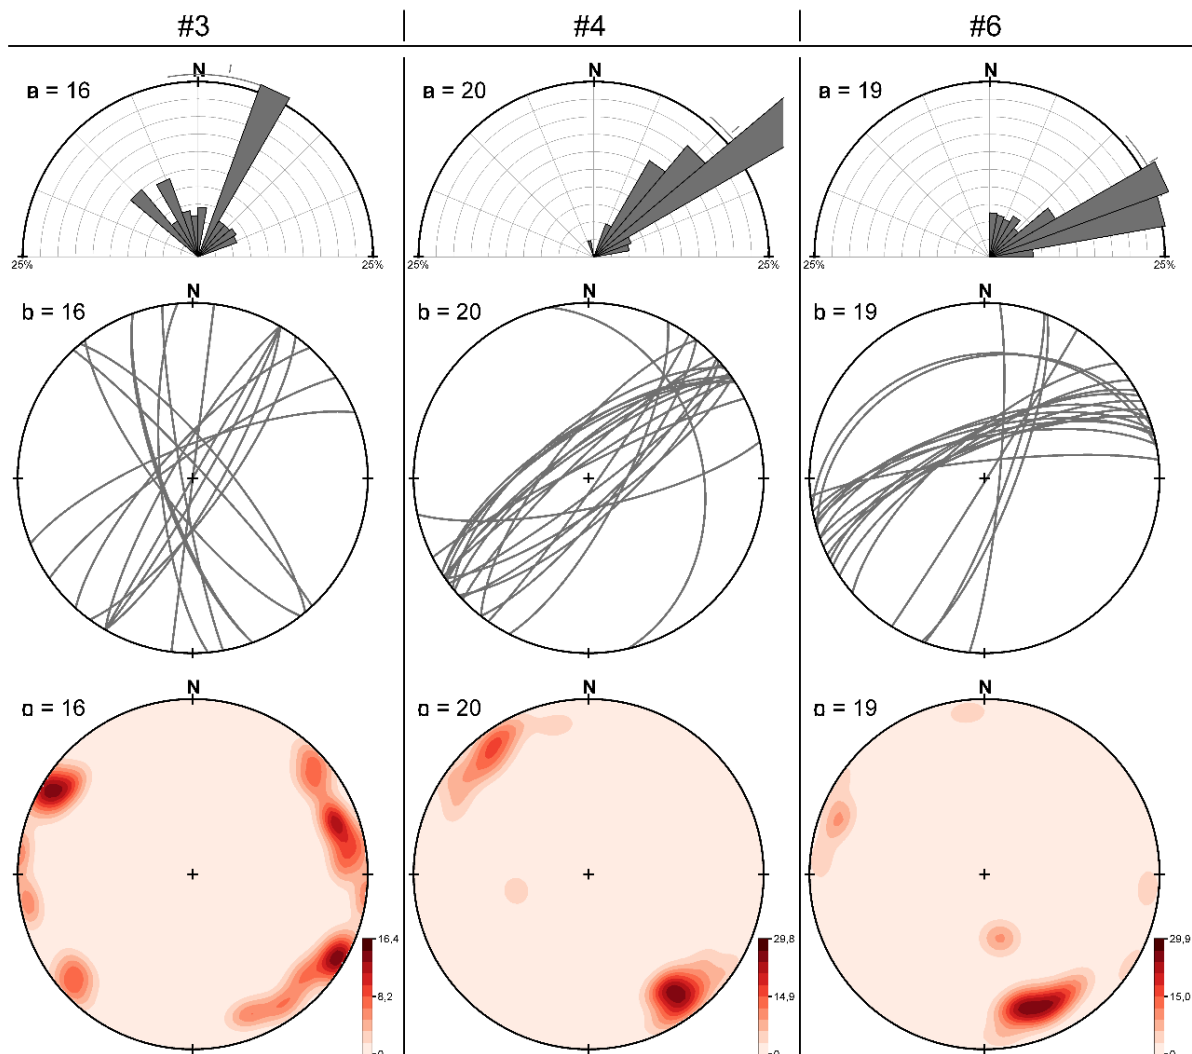 #3 #4 #6
N N N
a = 16 a = 20 a = 19
25% 25% 25% 25% 25% 25%
N N N
b = 16 b = 20 b = 19
N N N
c = 16 c = 20 c = 19
16,4 29,8 29,9
8,2 14,9 15,0
0 0 0